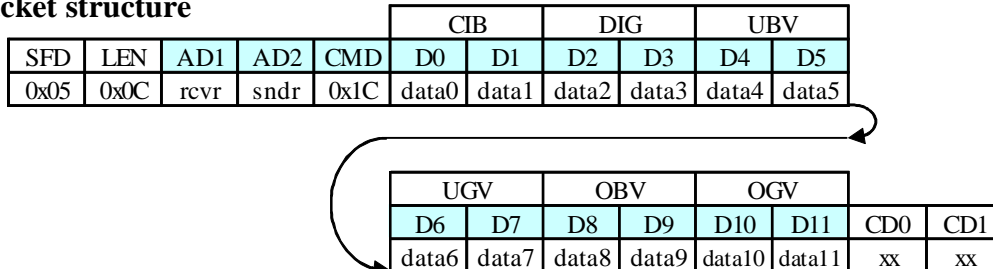 cket structure
CIB DIG UBV
SFD LEN AD1 AD2 CMD D0 D1 D2 D3 D4 D5
0x05 0x0C rcvr sndr 0x1C data0 data1 data2 data3 data4 data5
UGV OBV OGV
D6 D7 D8 D9 D10 D11 CD0 CD1
data6 data7 data8 data9 data10 data11 xx xx